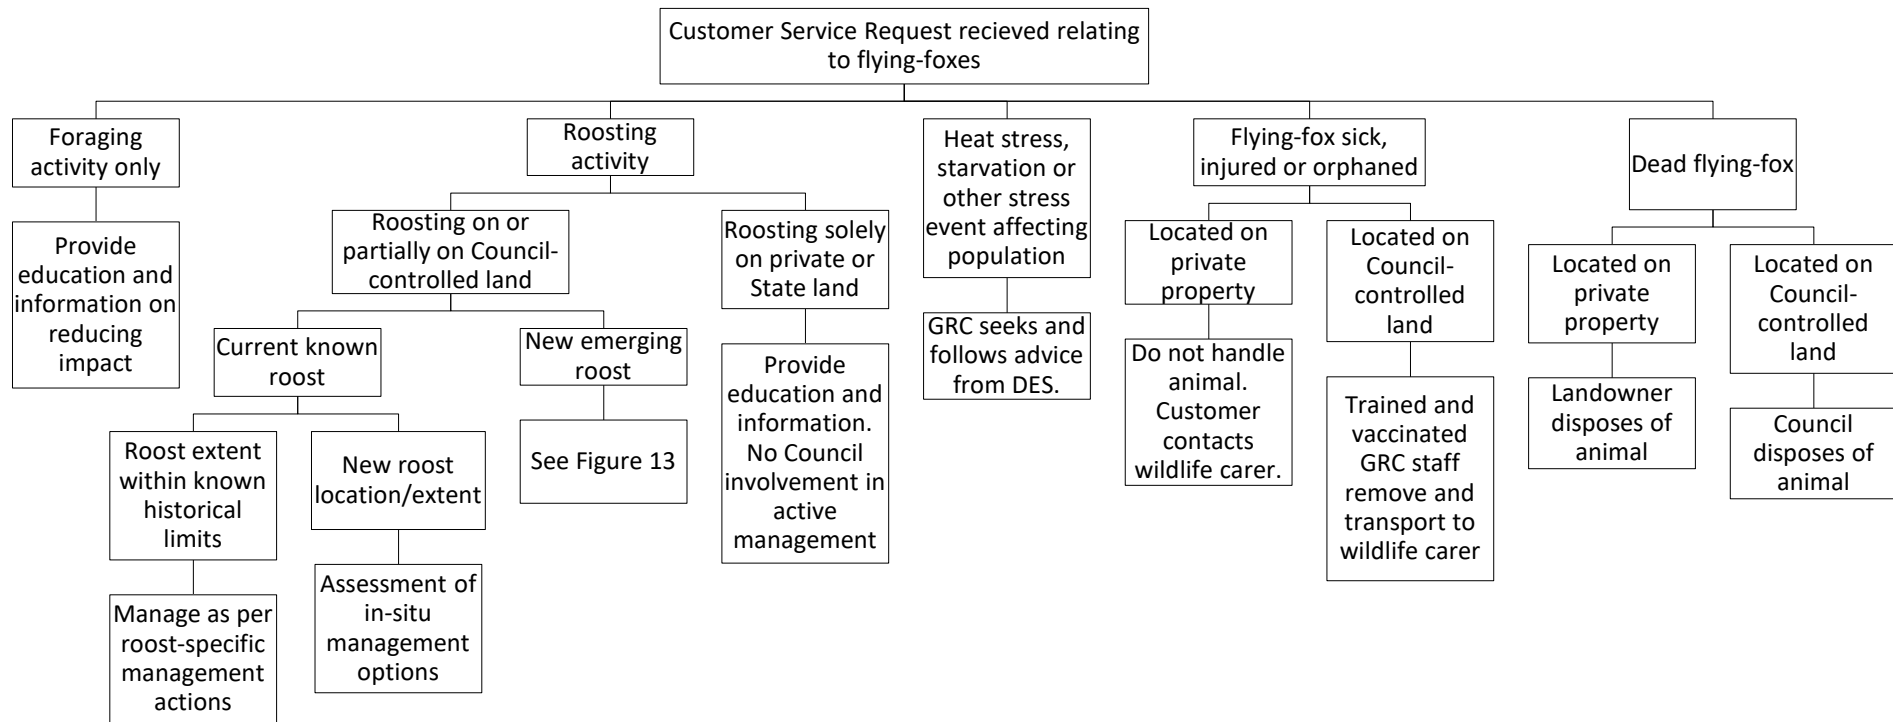 Customer Service Request recieved relating
to flying-foxes
Foraging
activity only
Provide
education and
information on
reducing
impact
Roosting
activity
Roosting on or
partially on Council-
controlled land
Current known
roost
Roost extent
within known
historical
limits
Manage as per
roost-specific
management
actions
New roost
location/extent
Assessment of
in-situ
management
options
New emerging
roost
See Figure 13
Roosting solely
on private or
State land
Provide
education and
information.
No Council
involvement in
active
management
Heat stress,
starvation or
other stress
event affecting
population
GRC seeks and
follows advice
from DES.
Flying-fox sick,
injured or orphaned
Located on
private
property
Do not handle
animal.
Customer
contacts
wildlife carer.
Located on
Council-
controlled
land
Trained and
vaccinated
GRC staff
remove and
transport to
wildlife carer
Dead flying-fox
Located on
private
property
Landowner
disposes of
animal
Located on
Council-
controlled
land
Council
disposes of
animal